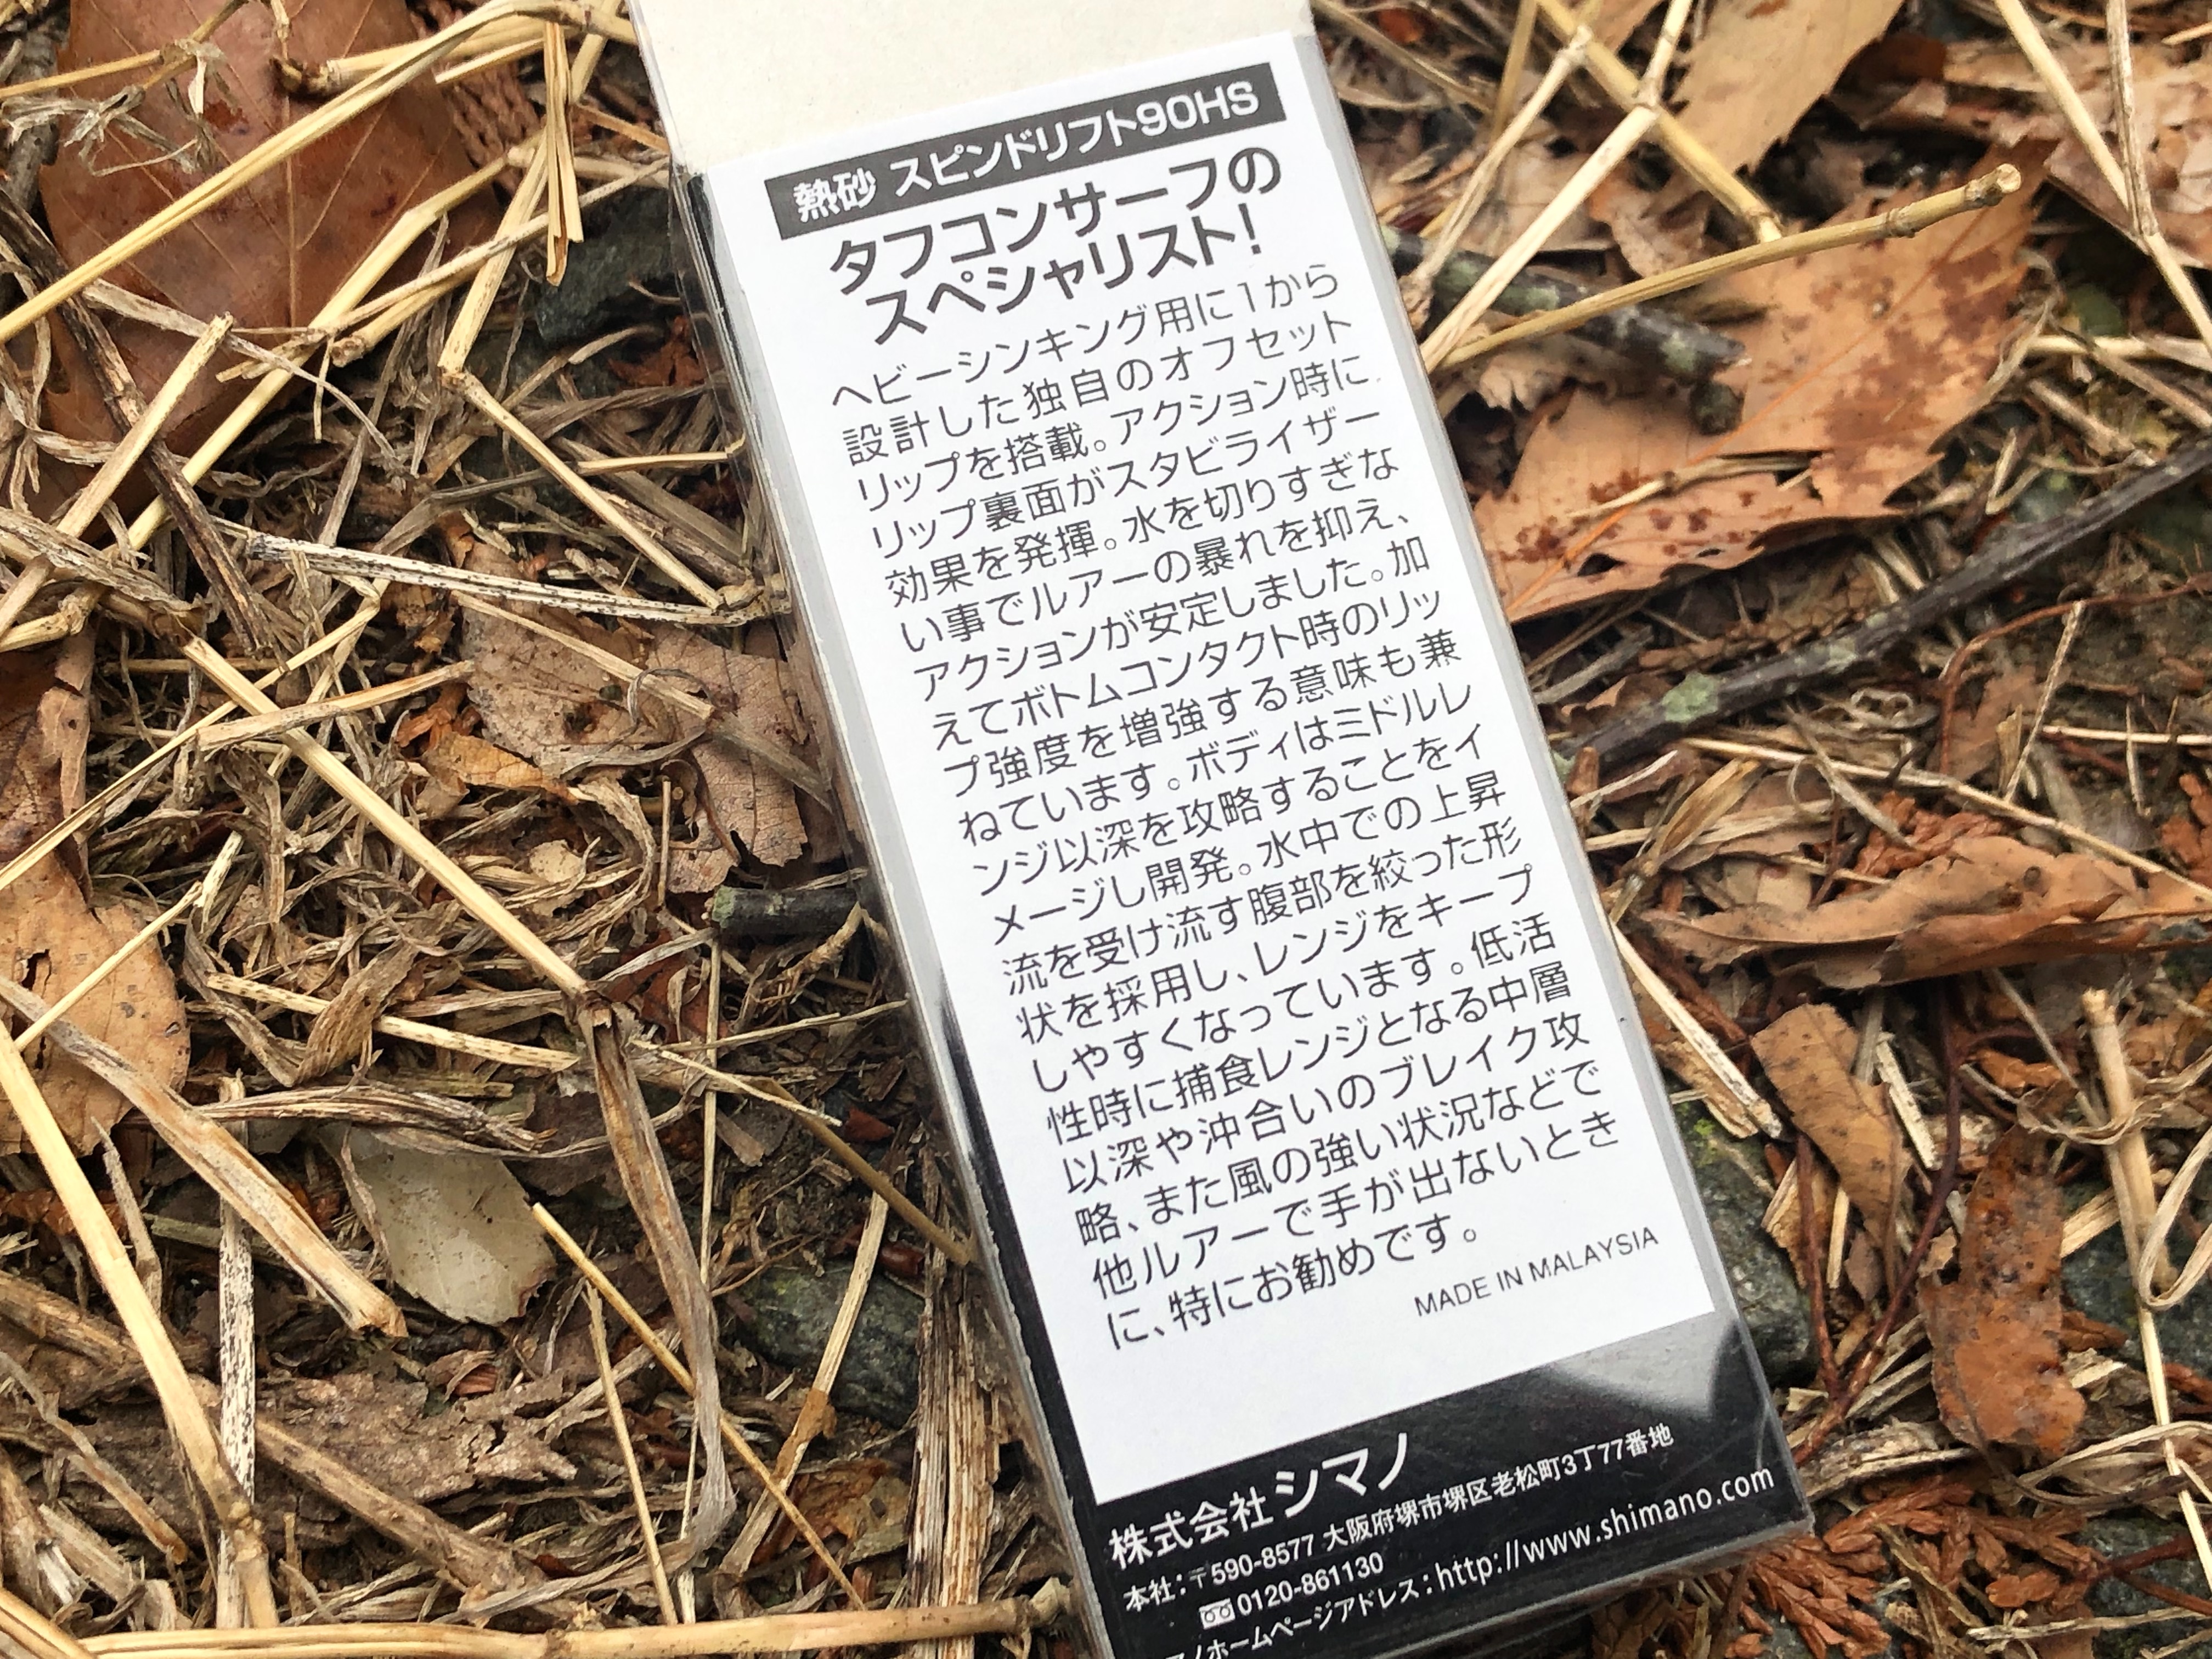 熱砂 スピンドリフト90HS
タフコンサーフの
スペシャリスト!
ヘビーシンキング用に1から
設計した独自のオフセット
リップを搭載。アクション時に
リップ裏面がスタビライザー
効果を発揮。水を切りすぎな
い事でルアーの暴れを抑え、
アクションが安定しました。加
えてボトムコンタクト時のリッ
プ強度を増強する意味も兼
ねています。ボディはミドルレ
ンジ以深を攻略することをイ
メージし開発。水中での上昇
流を受け流す腹部を絞った形
状を採用し、レンジをキープ
しやすくなっています。低活
性時に捕食レンジとなる中層
以深や沖合いのブレイク攻
略、また風の強い状況などで
他ルアーで手が出ないとき
に、特にお勧めです。
MADE IN MALAYSIA
株式会社 シマノ
本社:〒590-8577 大阪府堺市堺区老松町3丁77番地
0120-861130
ノホームページアドレス:http://www.shimano.com